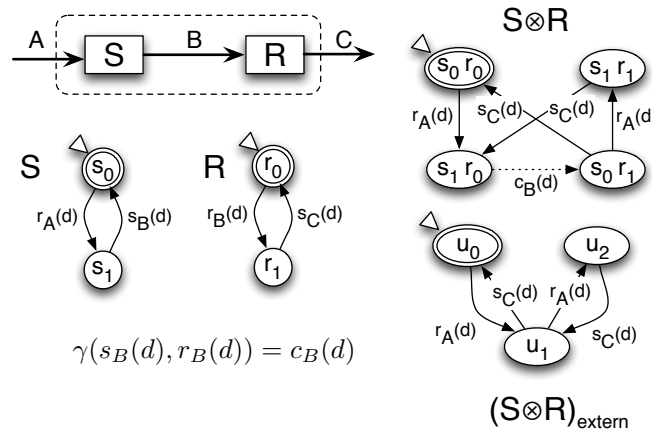 A B C
S R
S
s0
rA(d) sB(d)
s1
R
r0
rB(d) sC(d)
r1
γ(sB(d), rB(d)) = cB(d)
S⊗R
s0 r0
s1 r1
rA(d) sC(d) sC(d) rA(d)
s1 r0
cB(d)
s0 r1
u0
u2
sC(d)
rA(d)
rA(d)
sC(d)
u1
(S⊗R)extern